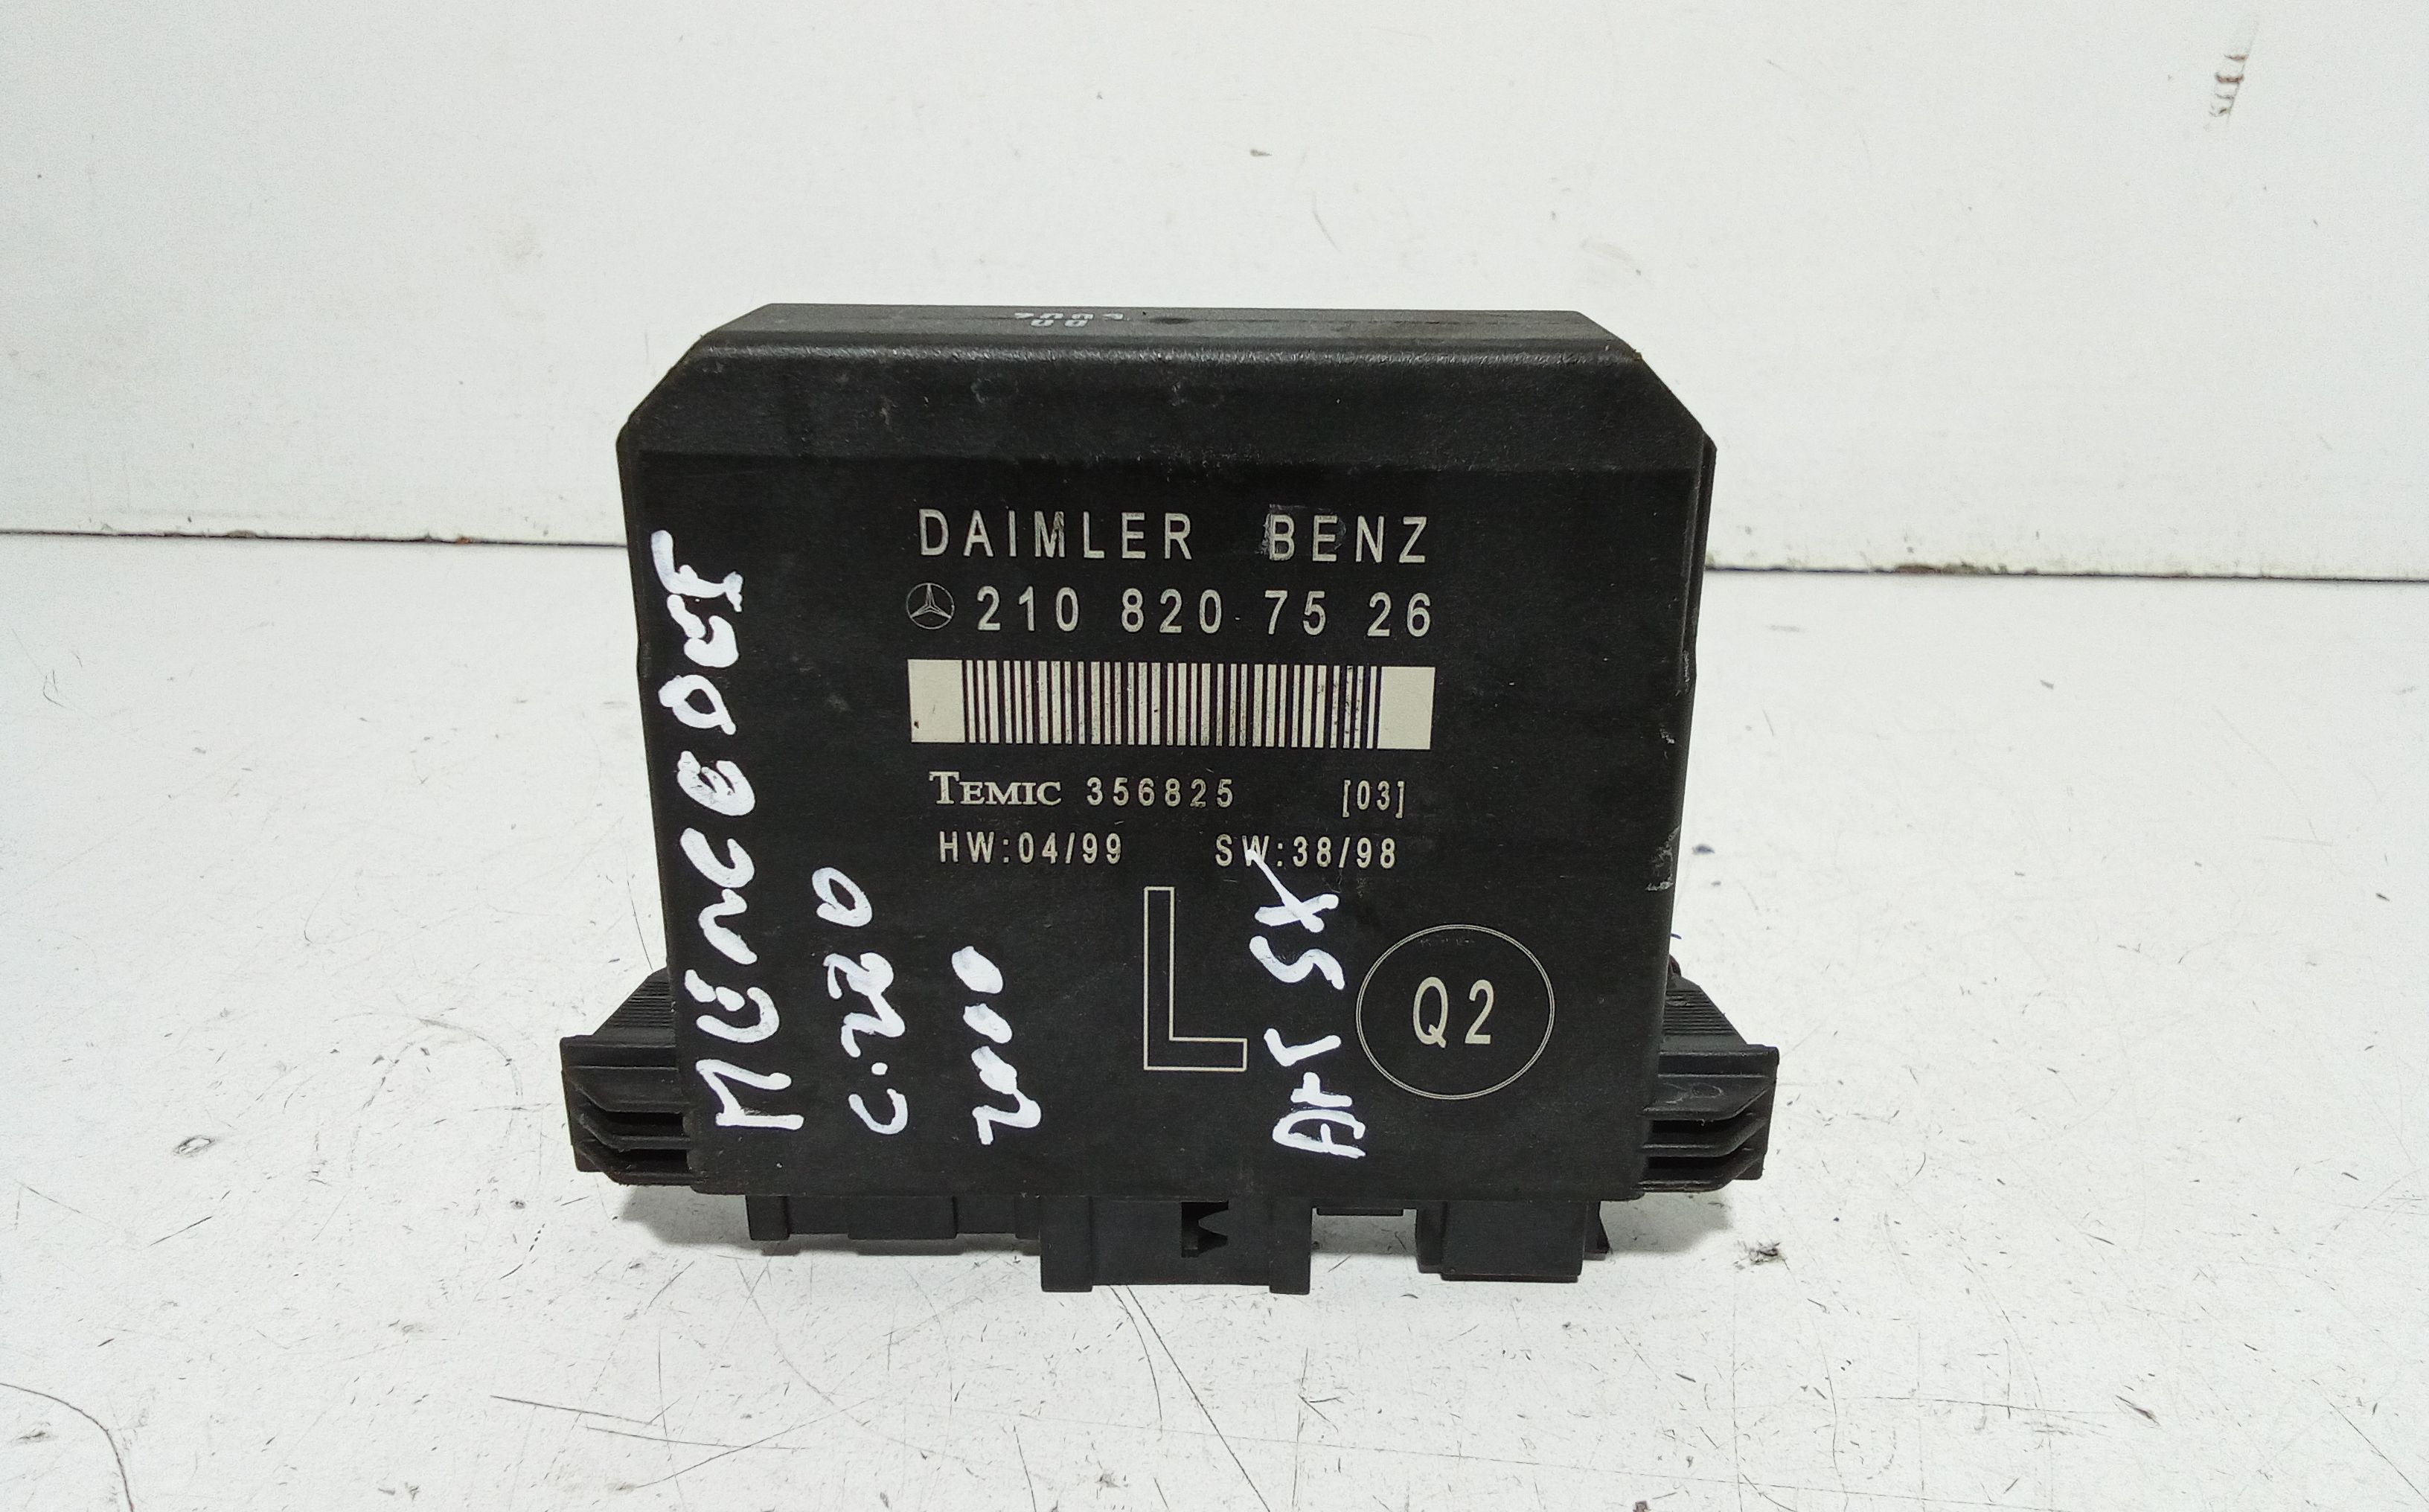 DAIMLER BENZ
210 820 75 26
TEMIC 356825 [03]
HW:04/99 SW:38/98
L
Q2
MERCEDES
C.220
2000
ANT SX